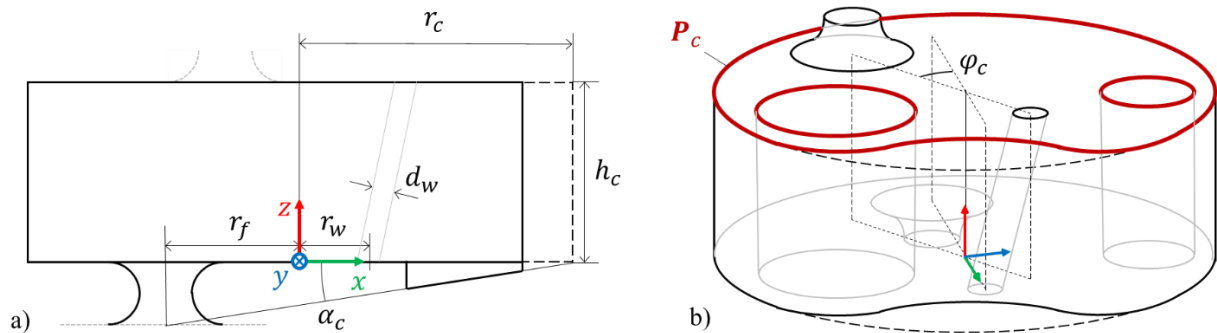 r_c
h_c
d_w
z
r_f
r_w
y
x
α_c
a)
P_c
φ_c
b)